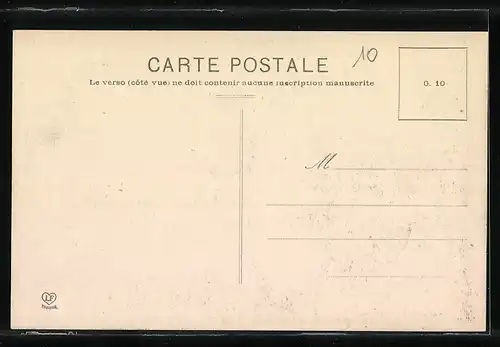 10
CARTE POSTALE
Le verso (côté vue) ne doit contenir aucune inscription manuscrite
0. 10
M